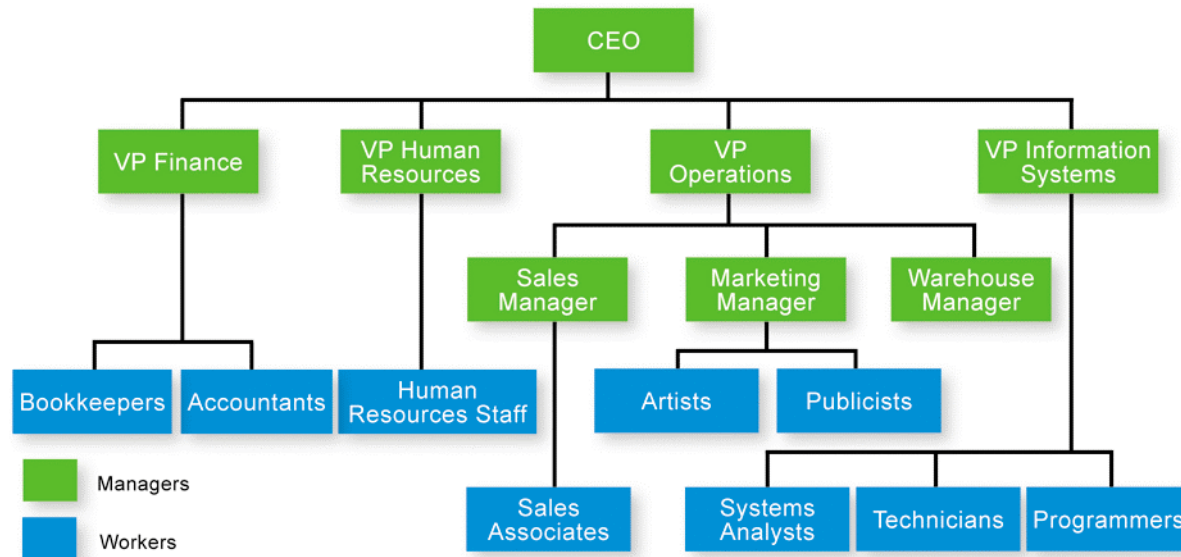 CEO
VP Finance
VP Human
Resources
VP
Operations
VP Information
Systems
Sales
Manager
Marketing
Manager
Warehouse
Manager
Bookkeepers
Accountants
Human
Resources Staff
Artists
Publicists
Managers
Workers
Sales
Associates
Systems
Analysts
Technicians
Programmers